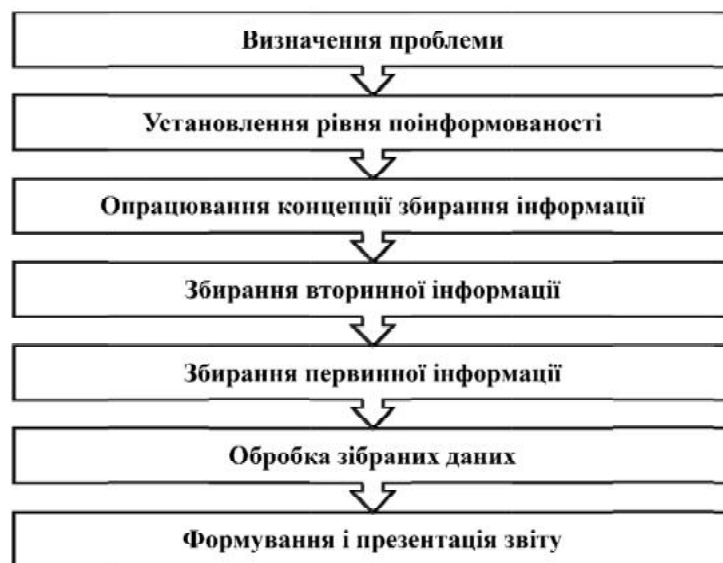 Визначення проблеми
Установлення рівня поінформованості
Опрацювання концепції збирання інформації
Збирання вторинної інформації
Збирання первинної інформації
Обробка зібраних даних
Формування і презентація звіту